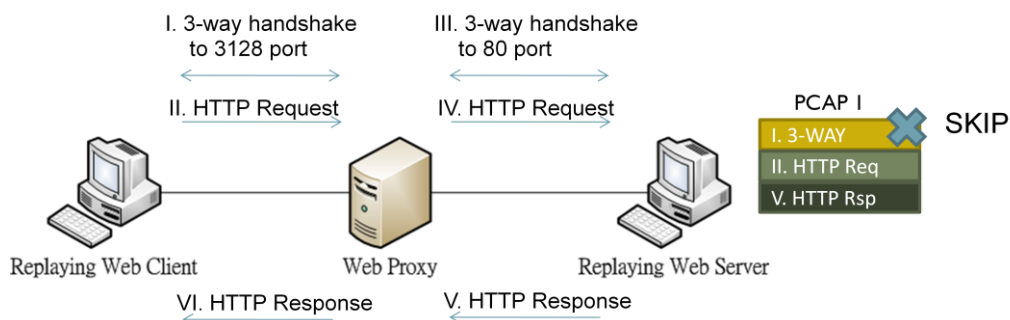 I. 3-way handshake
to 3128 port
III. 3-way handshake
to 80 port
II. HTTP Request
IV. HTTP Request
PCAP I
I. 3-WAY
SKIP
II. HTTP Req
V. HTTP Rsp
Replaying Web Client
Web Proxy
Replaying Web Server
VI. HTTP Response
V. HTTP Response